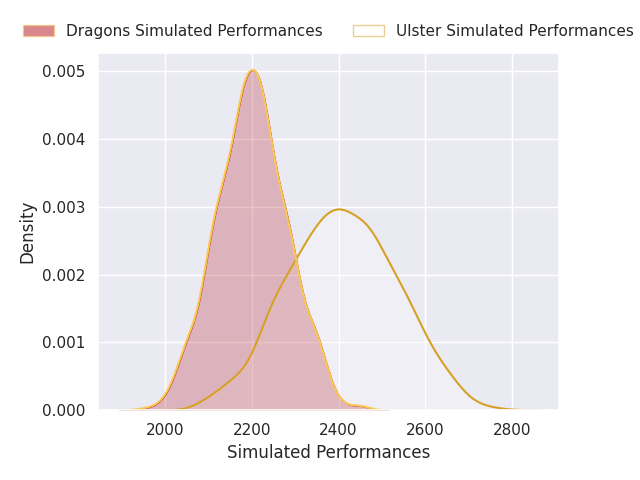 Dragons Simulated Performances
Ulster Simulated Performances
0.005
0.004
0.003
0.002
0.001
0.000
Density
2000
2200
2400
2600
2800
Simulated Performances